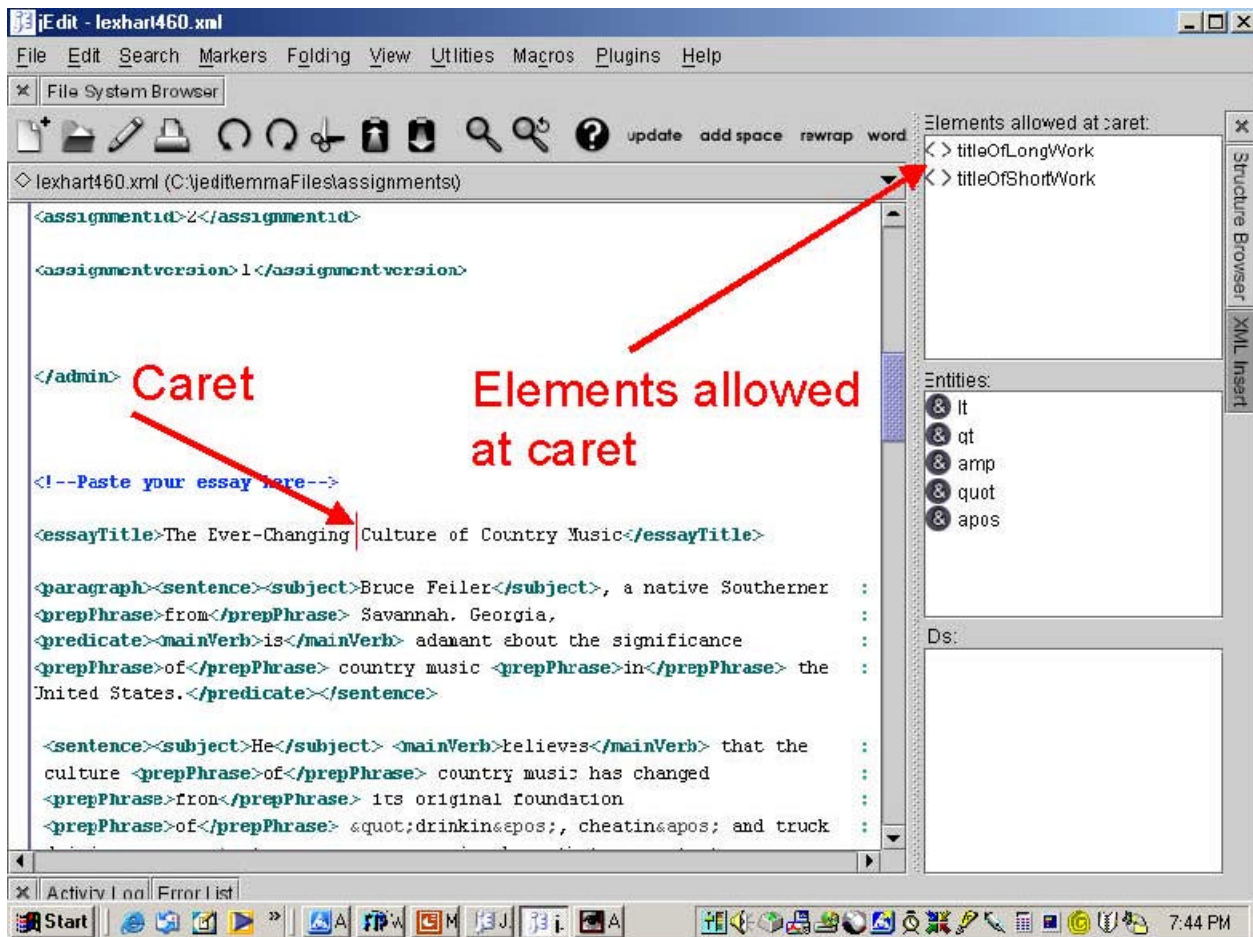 jEdit - lexhart460.xml
File Edit Search Markers Folding View Utilities Macros Plugins Help
File System Browser
update add space rewrap word
lexhart460.xml (C:\jedit\emmaFiles\assignments\)
<assignmentid>2</assignmentid>
<assignmentversion>1</assignmentversion>
</admin>
Caret
Elements allowed
at caret
<!--Paste your essay here-->
<essayTitle>The Ever-Changing Culture of Country Music</essayTitle>
<paragraph><sentence><subject>Bruce Feiler</subject>, a native Southerner :
<prepPhrase>from</prepPhrase> Savannah, Georgia, :
<predicate><mainVerb>is</mainVerb> adamant about the significance :
<prepPhrase>of</prepPhrase> country music <prepPhrase>in</prepPhrase> the :
United States.</predicate></sentence>
<sentence><subject>He</subject> <mainVerb>believes</mainVerb> that the :
culture <prepPhrase>of</prepPhrase> country music has changed :
<prepPhrase>from</prepPhrase> its original foundation :
<prepPhrase>of</prepPhrase> &quot;drinkin&apos;, cheatin&apos; and truck :
Elements allowed at caret:
< > titleOfLongWork
< > titleOfShortWork
Entities:
& lt
& gt
& amp
& quot
& apos
IDs:
Structure Browser
XML Insert
Activity Log Error List
Start A W M J j. A 7:44 PM